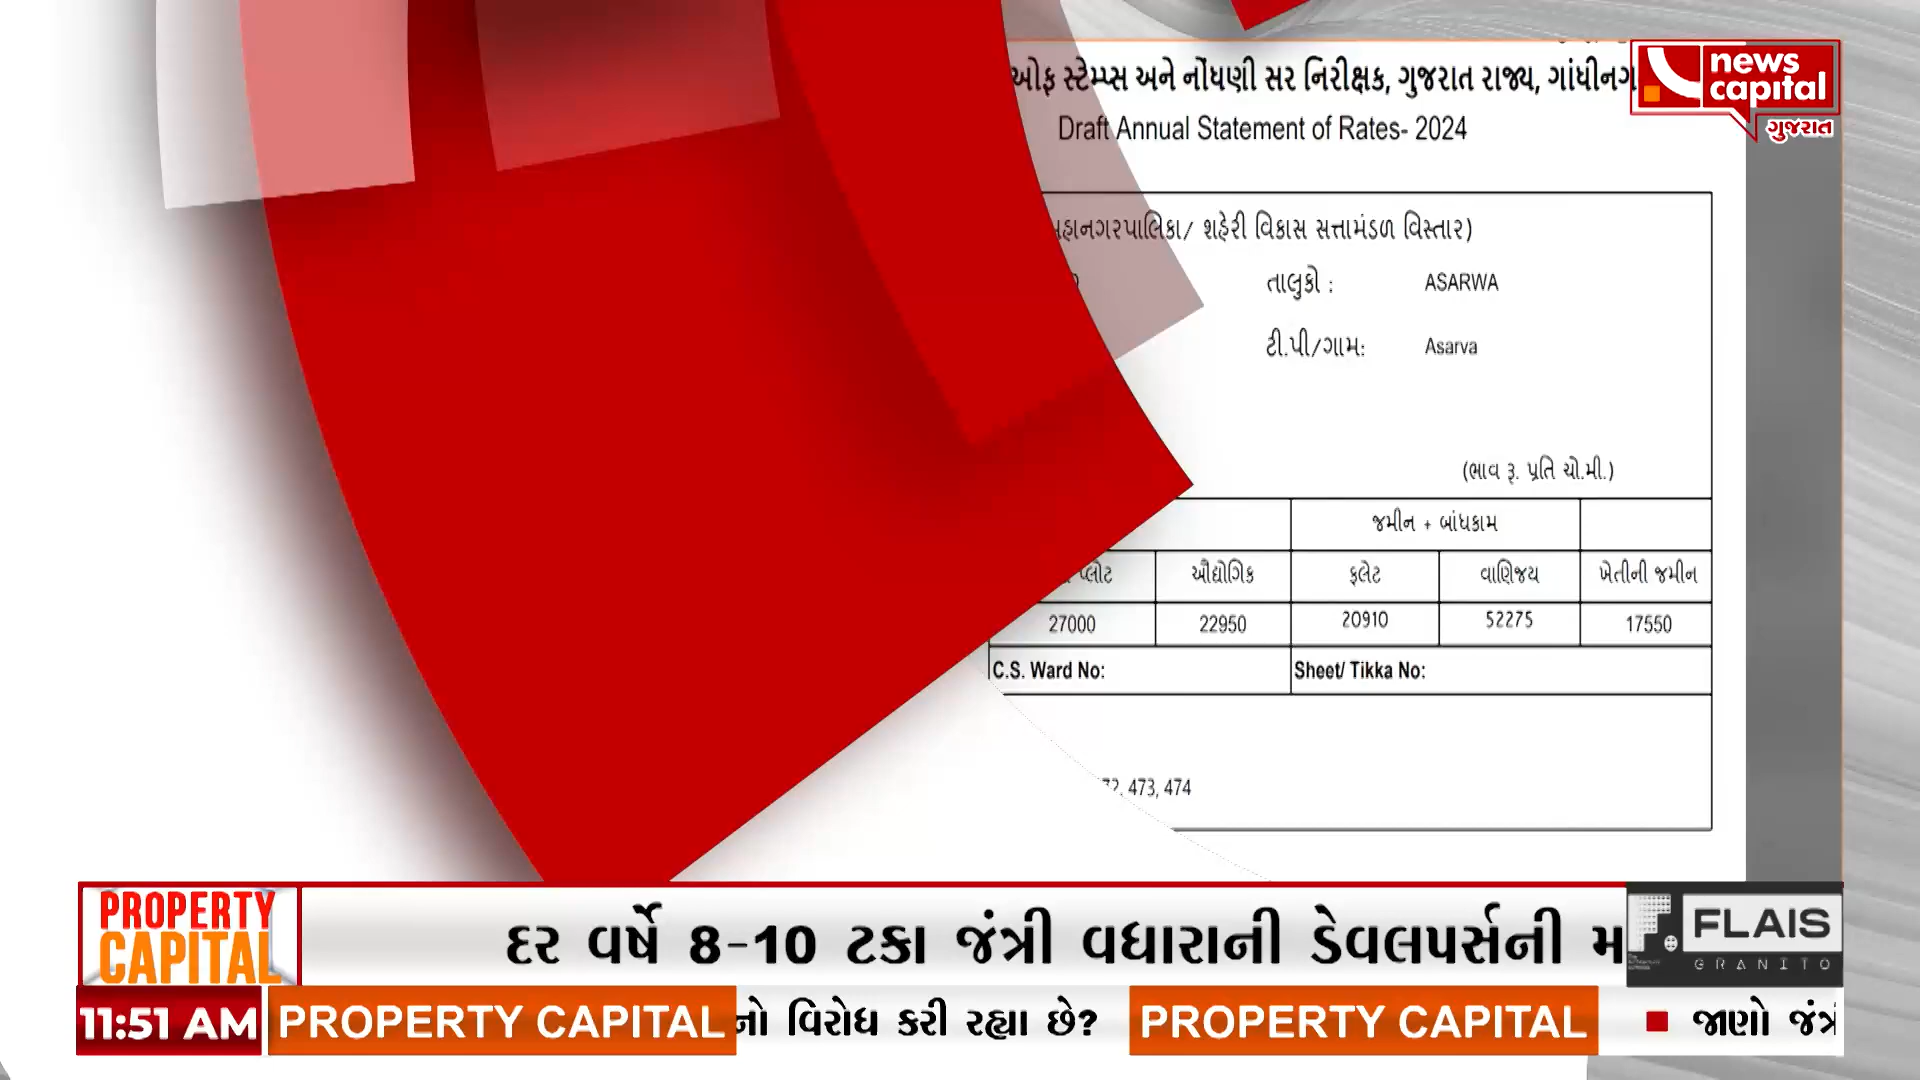 ઓફ સ્ટેમ્પ્સ અને નોંધણી સર નિરીક્ષક, ગુજરાત રાજ્ય,
news
capital
ગુજરાત
Draft Annual Statement of Rates- 2024
શહેરી વિકાસ સત્તામંડળ વિસ્તાર)
તાલુકો : ASARWA
ટી.પી/ગામ: Asarva
(ભાવ રૂ. પ્રતિ ચો.મી.)
જમીન + બાંધકામ
પ્લોટ ઔદ્યોગિક ફ્લેટ વાણિજય ખેતીની જમીન
27000 22950 20910 52275 17550
C.S. Ward No: Sheet/ Tikka No:
473, 474
PROPERTY
CAPITAL
દર વર્ષે 8-10 ટકા જંત્રી વધારાની ડેવલપર્સની
FLAIS
GRANITO
11:51 AM PROPERTY CAPITAL વિરોધ કરી રહ્યા છે? PROPERTY CAPITAL જાણો